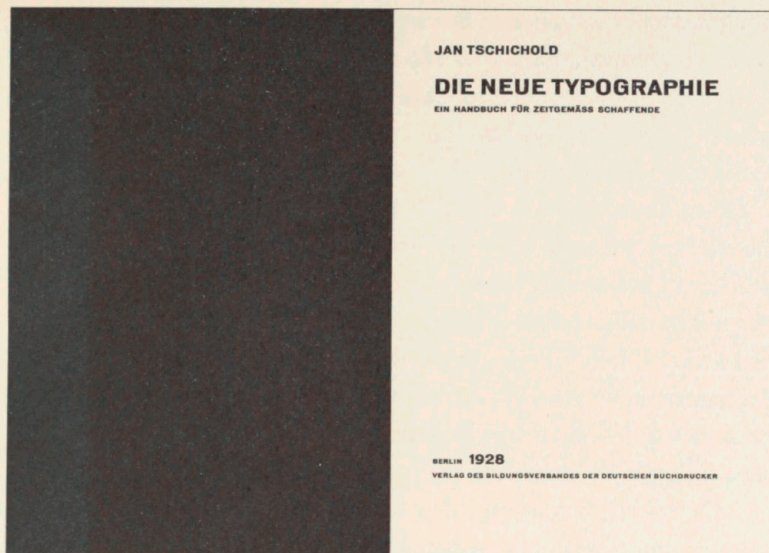 JAN TSCHICHOLD
DIE NEUE TYPOGRAPHIE
EIN HANDBUCH FÜR ZEITGEMÄSS SCHAFFENDE
BERLIN 1928
VERLAG DES BILDUNGSVERBANDES DER DEUTSCHEN BUCHDRUCKER